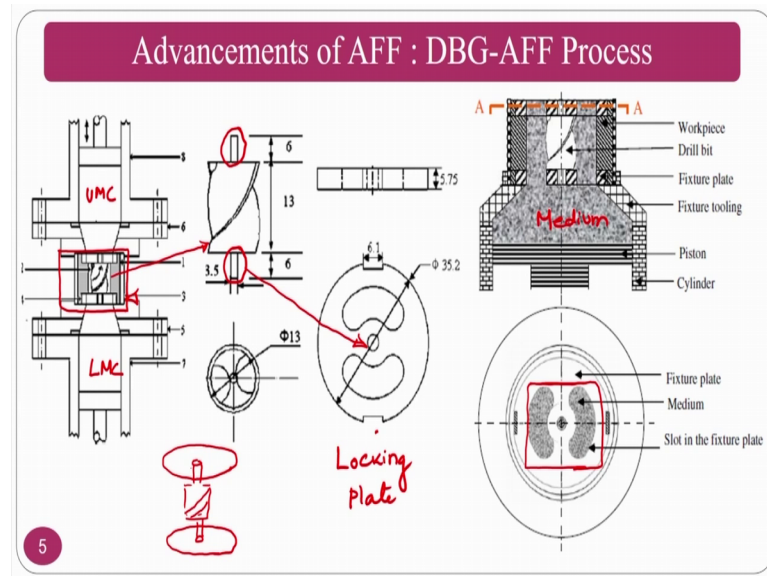 Advancements of AFF : DBG-AFF Process
UMC
LMC
8
6
1
2
3
4
5
7
6
13
6
3.5
Φ13
5.75
6.1
Φ 35.2
Locking
Plate
A
A
Workpiece
Drill bit
Fixture plate
Fixture tooling
Medium
Piston
Cylinder
Fixture plate
Medium
Slot in the fixture plate
5